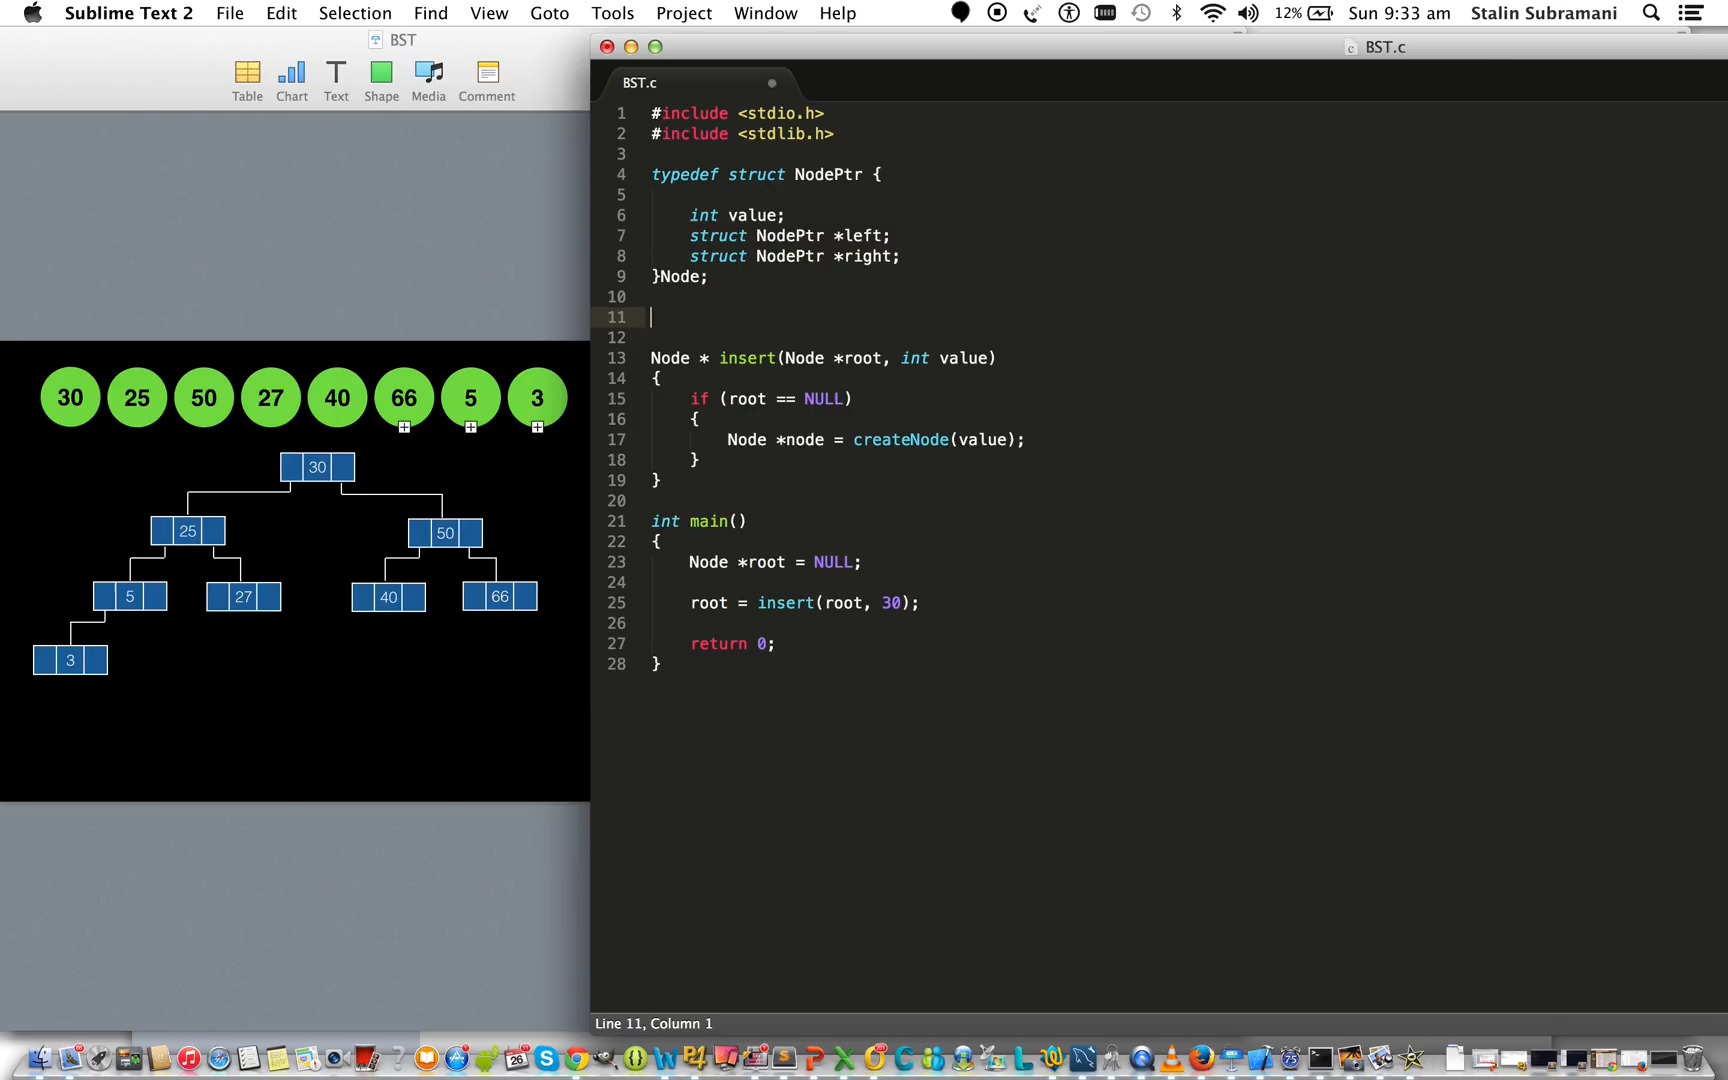 Sublime Text 2 File Edit Selection Find View Goto Tools Project Window Help 12% Sun 9:33 am Stalin Subramani
BST
Table Chart Text Shape Media Comment
30 25 50 27 40 66 5 3
30
25 50
5 27 40 66
3
BST.c
BST.c
1 #include <stdio.h>
2 #include <stdlib.h>
3
4 typedef struct NodePtr {
5
6 int value;
7 struct NodePtr *left;
8 struct NodePtr *right;
9 }Node;
10
11
12
13 Node * insert(Node *root, int value)
14 {
15 if (root == NULL)
16 {
17 Node *node = createNode(value);
18 }
19 }
20
21 int main()
22 {
23 Node *root = NULL;
24
25 root = insert(root, 30);
26
27 return 0;
28 }
Line 11, Column 1